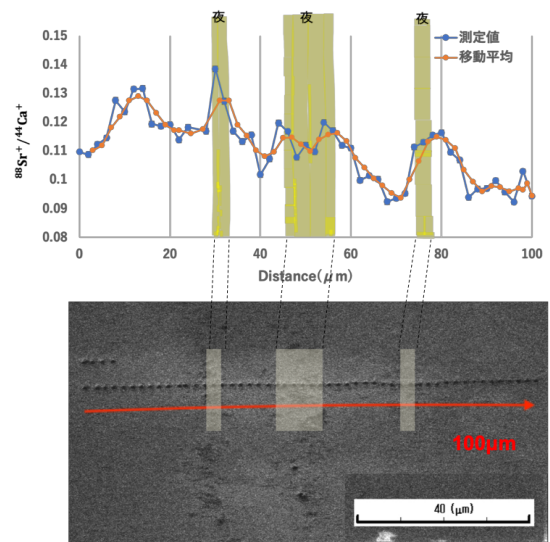 夜 夜 夜
測定値
移動平均
0.15
0.14
0.13
0.12
0.11
0.1
0.09
0.08
⁸⁸Sr⁺/⁴⁴Ca⁺
0 20 40 60 80 100
Distance(μm)
100μm
40 (μm)